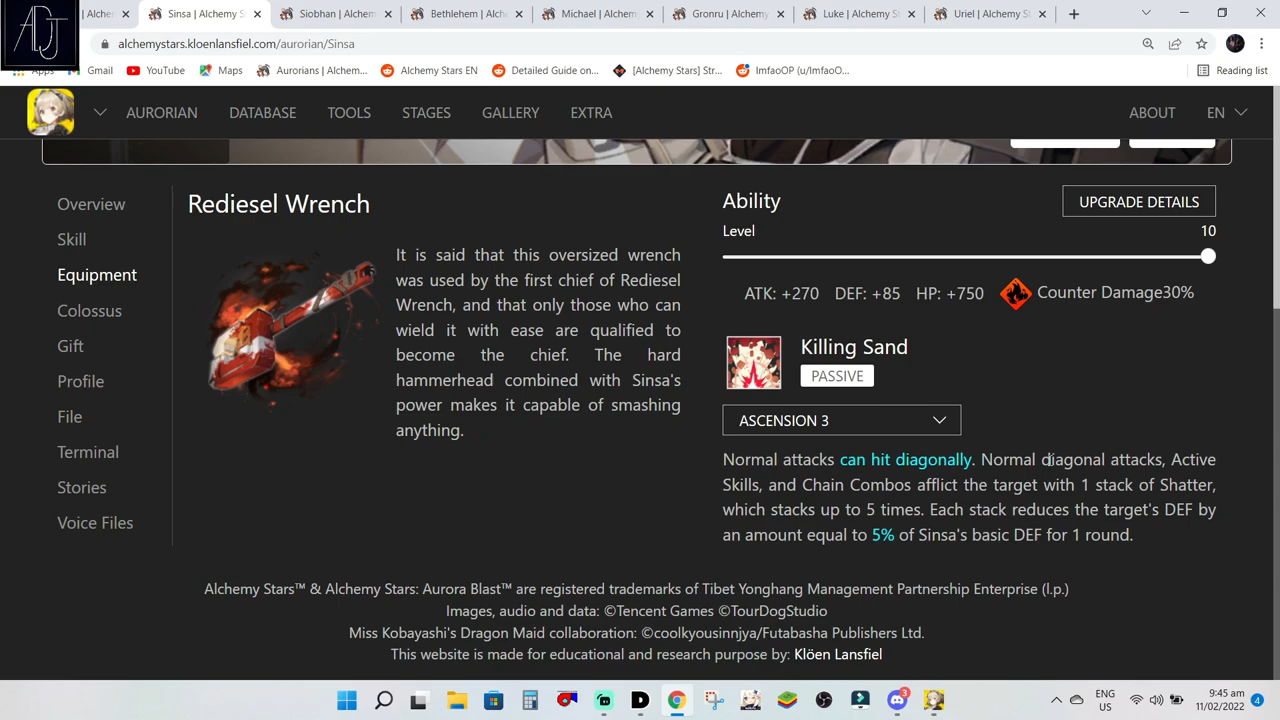 ADJ
Alcher
Sinsa | Alchemy S
Siobhan | Alchem
Bethlehem | Alc
Michael | Alchem
Gronru | Alchemy
Luke | Alchemy St
Uriel | Alchemy S
alchemystars.kloenlansfiel.com/aurorian/Sinsa
Apps
Gmail
YouTube
Maps
Aurorians | Alchem...
Alchemy Stars EN
Detailed Guide on...
[Alchemy Stars] Str...
lmfaoOP (u/lmfaoO...
Reading list
AURORIAN
DATABASE
TOOLS
STAGES
GALLERY
EXTRA
ABOUT
EN
Overview
Skill
Equipment
Colossus
Gift
Profile
File
Terminal
Stories
Voice Files
Rediesel Wrench
It is said that this oversized wrench
was used by the first chief of Rediesel
Wrench, and that only those who can
wield it with ease are qualified to
become the chief. The hard
hammerhead combined with Sinsa's
power makes it capable of smashing
anything.
Ability
UPGRADE DETAILS
Level
10
ATK: +270 DEF: +85 HP: +750 Counter Damage30%
Killing Sand
PASSIVE
ASCENSION 3
Normal attacks can hit diagonally. Normal diagonal attacks, Active
Skills, and Chain Combos afflict the target with 1 stack of Shatter,
which stacks up to 5 times. Each stack reduces the target's DEF by
an amount equal to 5% of Sinsa's basic DEF for 1 round.
Alchemy Stars™ & Alchemy Stars: Aurora Blast™ are registered trademarks of Tibet Yonghang Management Partnership Enterprise (l.p.)
Images, audio and data: ©Tencent Games ©TourDogStudio
Miss Kobayashi's Dragon Maid collaboration: ©coolkyousinnjya/Futabasha Publishers Ltd.
This website is made for educational and research purpose by: Klöen Lansfiel
3
ENG
US
9:45 am
11/02/2022
4